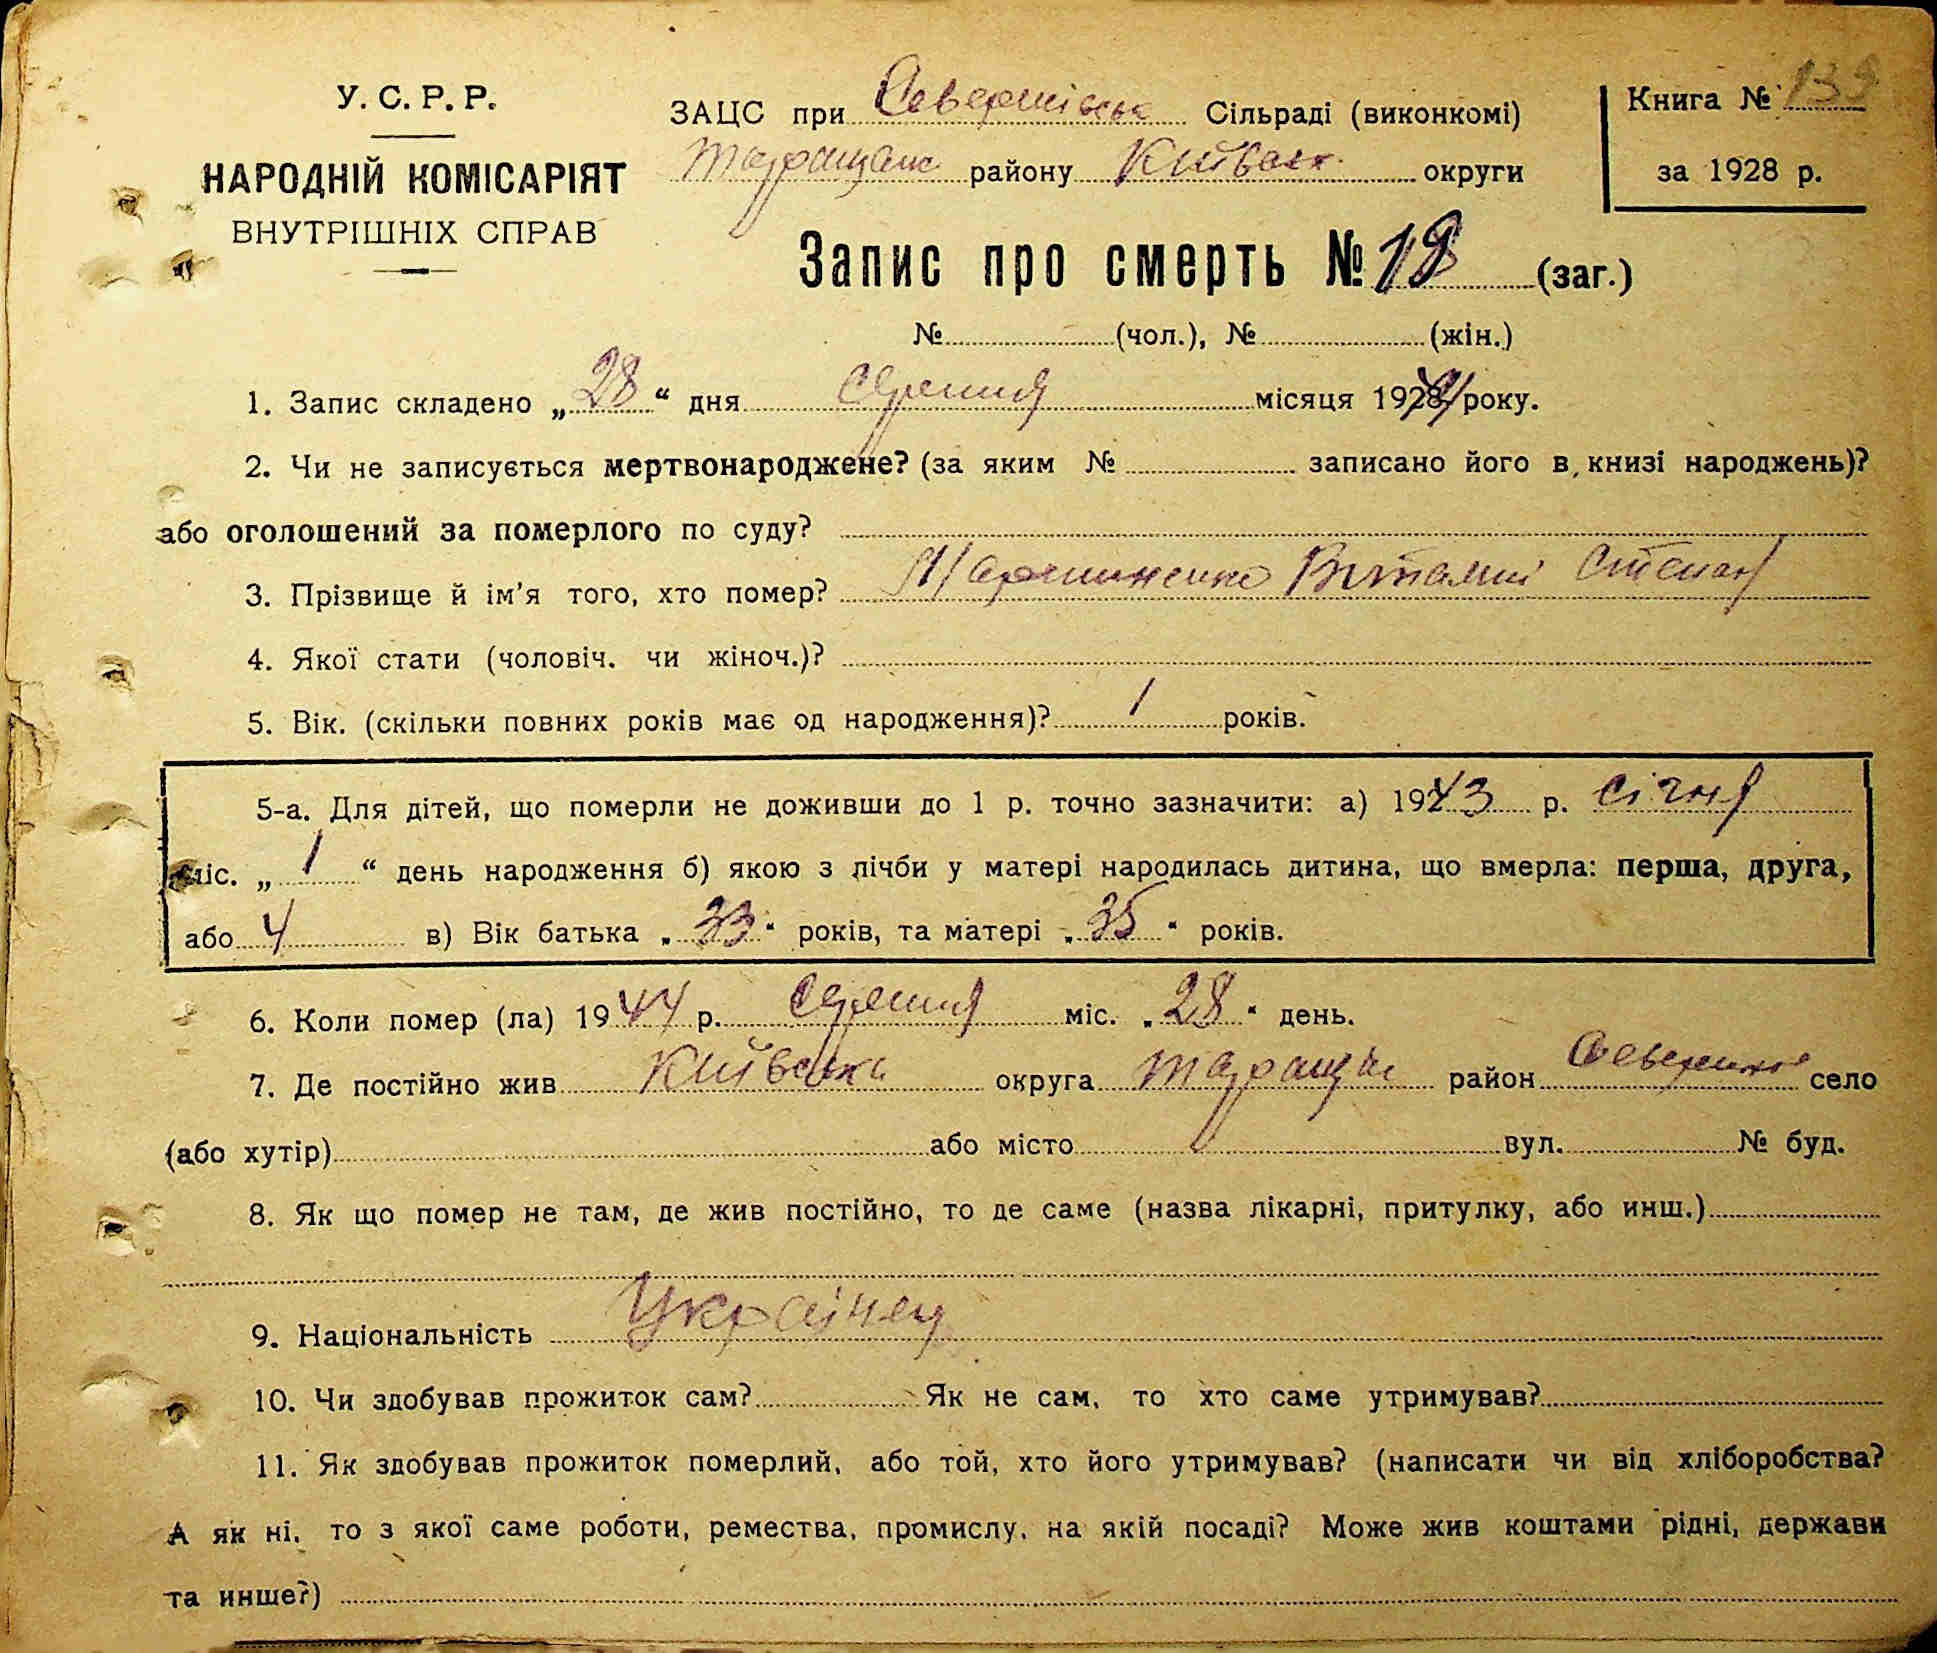 У. С. Р. Р.
НАРОДНІЙ КОМІСАРІЯТ
ВНУТРІШНІХ СПРАВ
ЗАЦС при Сільраді (виконкомі)
району Київськ округи
Книга № 139
за 1928 р.
Запис про смерть № (заг.)
№ (чол.), № (жін.)
1. Запис складено „28“ дня серпня місяця 1928 року.
2. Чи не записується мертвонароджене? (за яким № записано його в книзі народжень)?
або оголошений за померлого по суду?
3. Прізвище й ім'я того, хто помер? Виталий Степан
4. Якої стати (чоловіч. чи жіноч.)?
5. Вік. (скільки повних років має од народження)? 1 років.
5-а. Для дітей, що померли не доживши до 1 р. точно зазначити: а) 1943 р. січня
міс. „1“ день народження б) якою з лічби у матері народилась дитина, що вмерла: перша, друга,
або 4 в) Вік батька „33“ років, та матері „35“ років.
6. Коли помер (ла) 1944 р. серпня міс. „28“ день.
7. Де постійно жив Київська округа Таращан район село
(або хутір) або місто вул. № буд.
8. Як що помер не там, де жив постійно, то де саме (назва лікарні, притулку, або инш.)
9. Національність Українец
10. Чи здобував прожиток сам? Як не сам, то хто саме утримував?
11. Як здобував прожиток померлий, або той, хто його утримував? (написати чи від хліборобства?
А як ні, то з якої саме роботи, ремества, промислу, на якій посаді? Може жив коштами рідні, держави
та инше?)